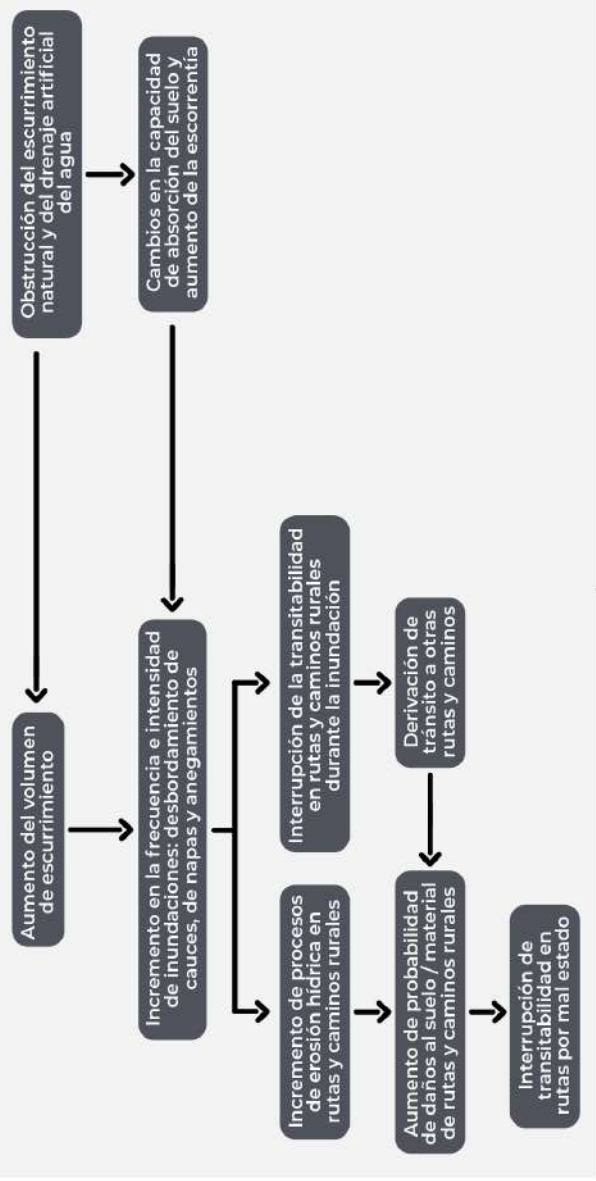 Aumento del volumen
de escurrimiento
Obstrucción del escurrimiento
natural y del drenaje artificial
del agua
Incremento en la frecuencia e intensidad
de inundaciones: desbordamiento de
cauces, de napas y anegamientos
Cambios en la capacidad
de absorción del suelo y
aumento de la escorrentía
Incremento de procesos
de erosión hídrica en
rutas y caminos rurales
Interrupción de la transitabilidad
en rutas y caminos rurales
durante la inundación
Aumento de probabilidad
de daños al suelo / material
de rutas y caminos rurales
Derivación de
tránsito a otras
rutas y caminos
Interrupción de
transitabilidad en
rutas por mal estado